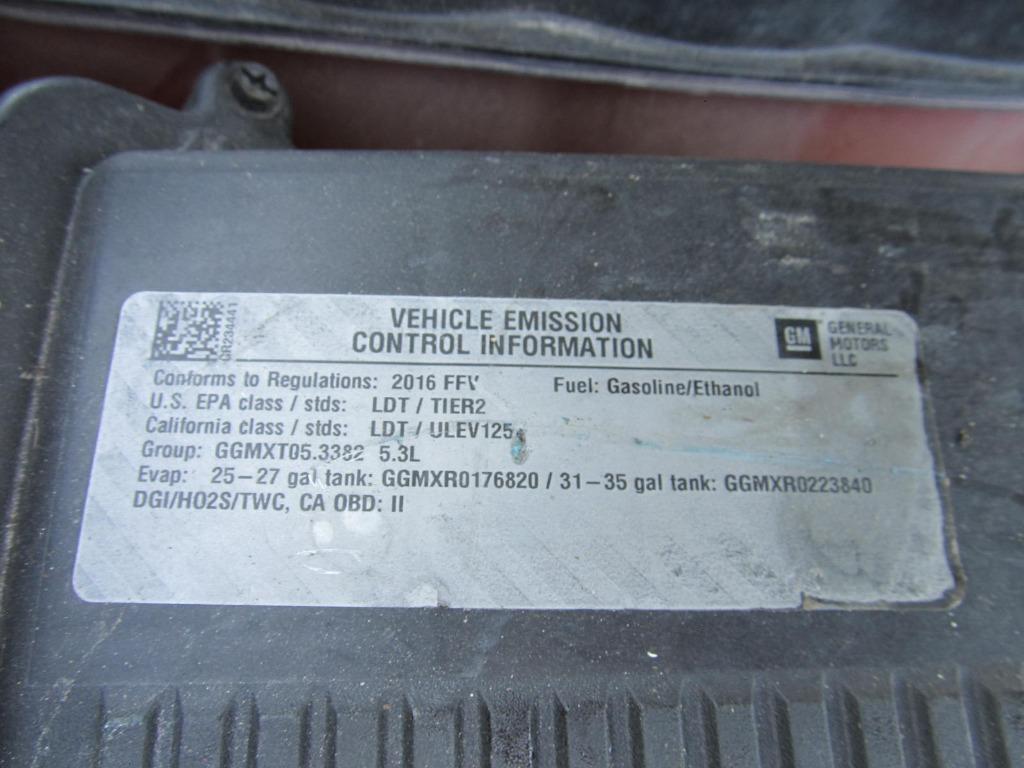 GR234441
VEHICLE EMISSION
CONTROL INFORMATION
GM
GENERAL
MOTORS
LLC
Conforms to Regulations: 2016 FFV Fuel: Gasoline/Ethanol
U.S. EPA class / stds: LDT / TIER2
California class / stds: LDT / ULEV125
Group: GGMXT05.3382 5.3L
Evap: 25–27 gal tank: GGMXR0176820 / 31–35 gal tank: GGMXR0223840
DGI/HO2S/TWC, CA OBD: II